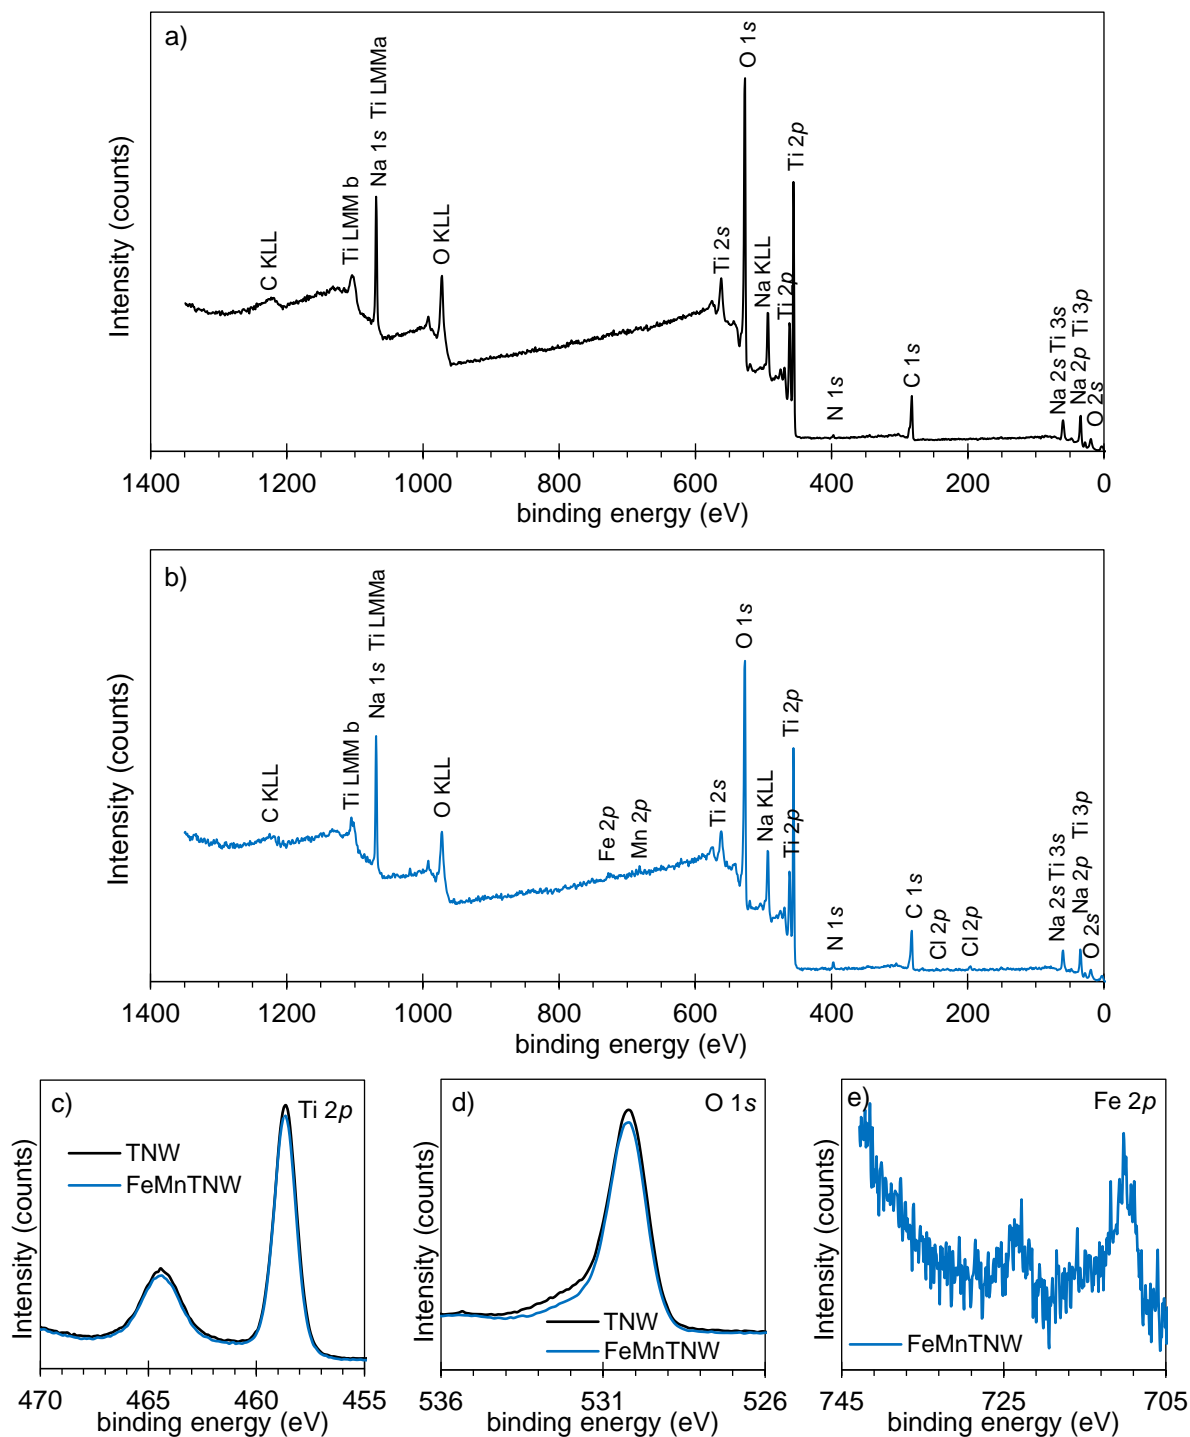 a)
Intensity (counts)
C KLL
Ti LMM b
Na 1s Ti LMMa
O KLL
Ti 2s
O 1s
Na KLL
Ti 2p
Ti 2p
N 1s
C 1s
Na 2s Ti 3s
Na 2p Ti 3p
O 2s
1400 1200 1000 800 600 400 200 0
binding energy (eV)
b)
Intensity (counts)
C KLL
Ti LMM b
Na 1s Ti LMMa
O KLL
Fe 2p
Mn 2p
Ti 2s
O 1s
Na KLL
Ti 2p
Ti 2p
N 1s
C 1s
Cl 2p
Cl 2p
Na 2s Ti 3s
Na 2p Ti 3p
O 2s
1400 1200 1000 800 600 400 200 0
binding energy (eV)
c)
Ti 2p
TNW
FeMnTNW
Intensity (counts)
470 465 460 455
binding energy (eV)
d)
O 1s
Intensity (counts)
TNW
FeMnTNW
536 531 526
binding energy (eV)
e)
Fe 2p
Intensity (counts)
FeMnTNW
745 725 705
binding energy (eV)